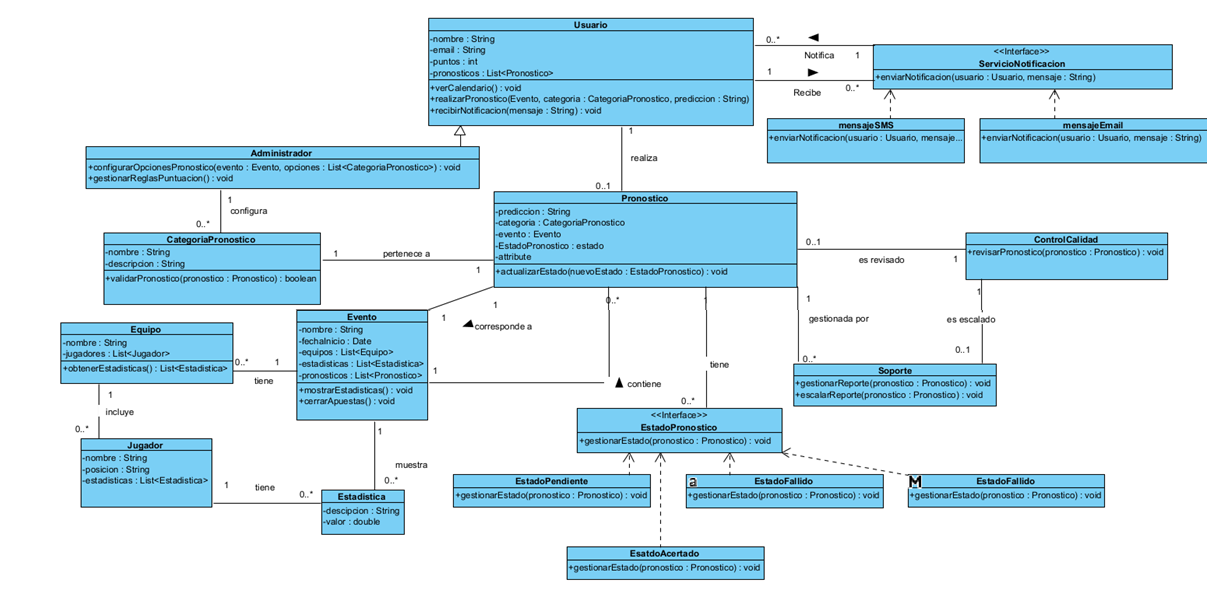 Usuario
-nombre : String
-email : String
-puntos : int
-pronosticos : List<Pronostico>
+verCalendario() : void
+realizarPronostico(Evento, categoria : CategoriaPronostico, prediccion : String)
+recibirNotificacion(mensaje : String) : void
0..*
Notifica
1
1
Recibe
0..*
<<Interface>>
ServicioNotificacion
+enviarNotificacion(usuario : Usuario, mensaje : String)
mensajeSMS
+enviarNotificacion(usuario : Usuario, mensaje...
mensajeEmail
+enviarNotificacion(usuario : Usuario, mensaje : String)
Administrador
+configurarOpcionesPronostico(evento : Evento, opciones : List<CategoriaPronostico>) : void
+gestionarReglasPuntuacion() : void
1
realiza
0..1
1
configura
0..*
Pronostico
-prediccion : String
-categoria : CategoriaPronostico
-evento : Evento
-EstadoPronostico : estado
-attribute
+actualizarEstado(nuevoEstado : EstadoPronostico) : void
CategoriaPronostico
-nombre : String
-descripcion : String
+validarPronostico(pronostico : Pronostico) : boolean
1
pertenece a
1
0..1
es revisado
1
ControlCalidad
+revisarPronostico(pronostico : Pronostico) : void
1
es escalado
0..1
1
gestionada por
0..*
Soporte
+gestionarReporte(pronostico : Pronostico) : void
+escalarReporte(pronostico : Pronostico) : void
1
corresponde a
1
0..*
contiene
1
1
tiene
0..*
Evento
-nombre : String
-fechaInicio : Date
-equipos : List<Equipo>
-estadisticas : List<Estadistica>
-pronosticos : List<Pronostico>
+mostrarEstadisticas() : void
+cerrarApuestas() : void
Equipo
-nombre : String
-jugadores : List<Jugador>
+obtenerEstadisticas() : List<Estadistica>
0..*
1
tiene
1
incluye
0..*
Jugador
-nombre : String
-posicion : String
-estadisticas : List<Estadistica>
1
tiene
0..*
1
muestra
0..*
Estadistica
-descipcion : String
-valor : double
<<Interface>>
EstadoPronostico
+gestionarEstado(pronostico : Pronostico) : void
EstadoPendiente
+gestionarEstado(pronostico : Pronostico) : void
a
EstadoFallido
+gestionarEstado(pronostico : Pronostico) : void
M
EstadoFallido
+gestionarEstado(pronostico : Pronostico) : void
EsatdoAcertado
+gestionarEstado(pronostico : Pronostico) : void